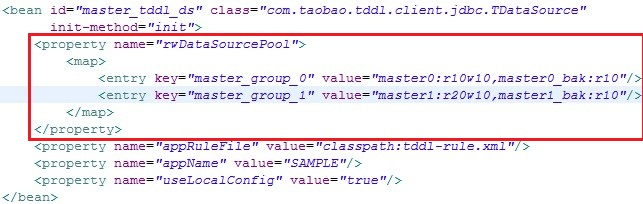 <bean id="master_tddl_ds" class="com.taobao.tddl.client.jdbc.TDataSource"
init-method="init">
<property name="rwDataSourcePool">
<map>
<entry key="master_group_0" value="master0:r10w10,master0_bak:r10"/>
<entry key="master_group_1" value="master1:r20w10,master1_bak:r10"/>
</map>
</property>
<property name="appRuleFile" value="classpath:tddl-rule.xml"/>
<property name="appName" value="SAMPLE"/>
<property name="useLocalConfig" value="true"/>
</bean>